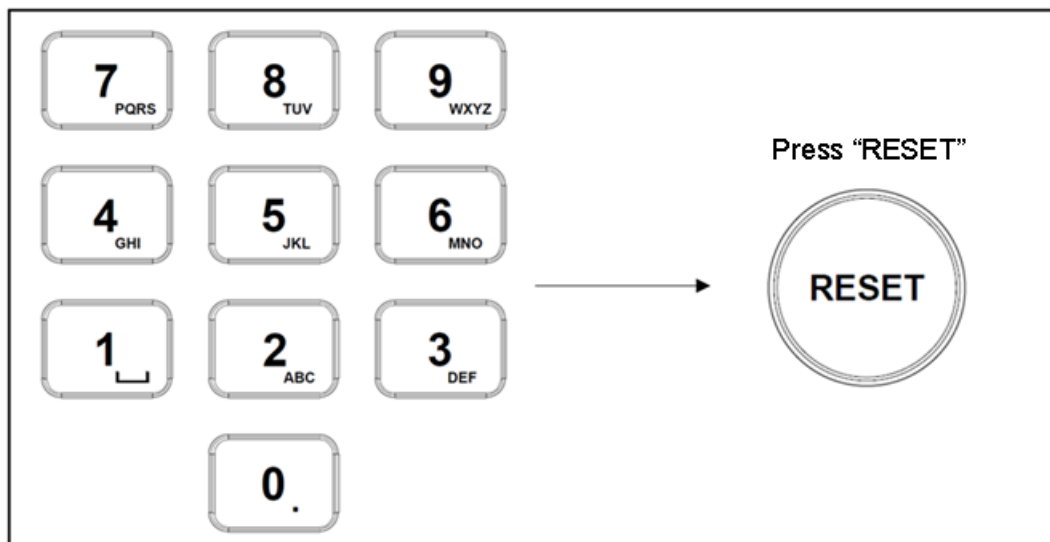 7 PQRS
8 TUV
9 WXYZ
4 GHI
5 JKL
6 MNO
1
2 ABC
3 DEF
0 .
Press “RESET”
RESET